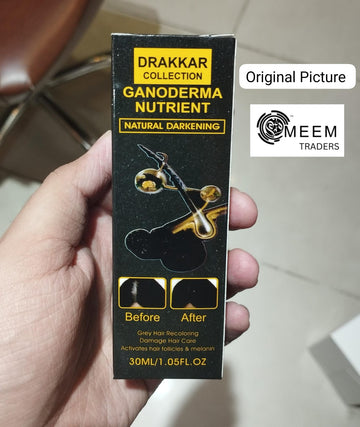 DRAKKAR
COLLECTION
GANODERMA
NUTRIENT
NATURAL DARKENING
Before
After
Grey Hair Recoloring
Damage Hair Care
Activates hair follicles & melanin
30ML/1.05FL.OZ
Original Picture
MEEM
TRADERS